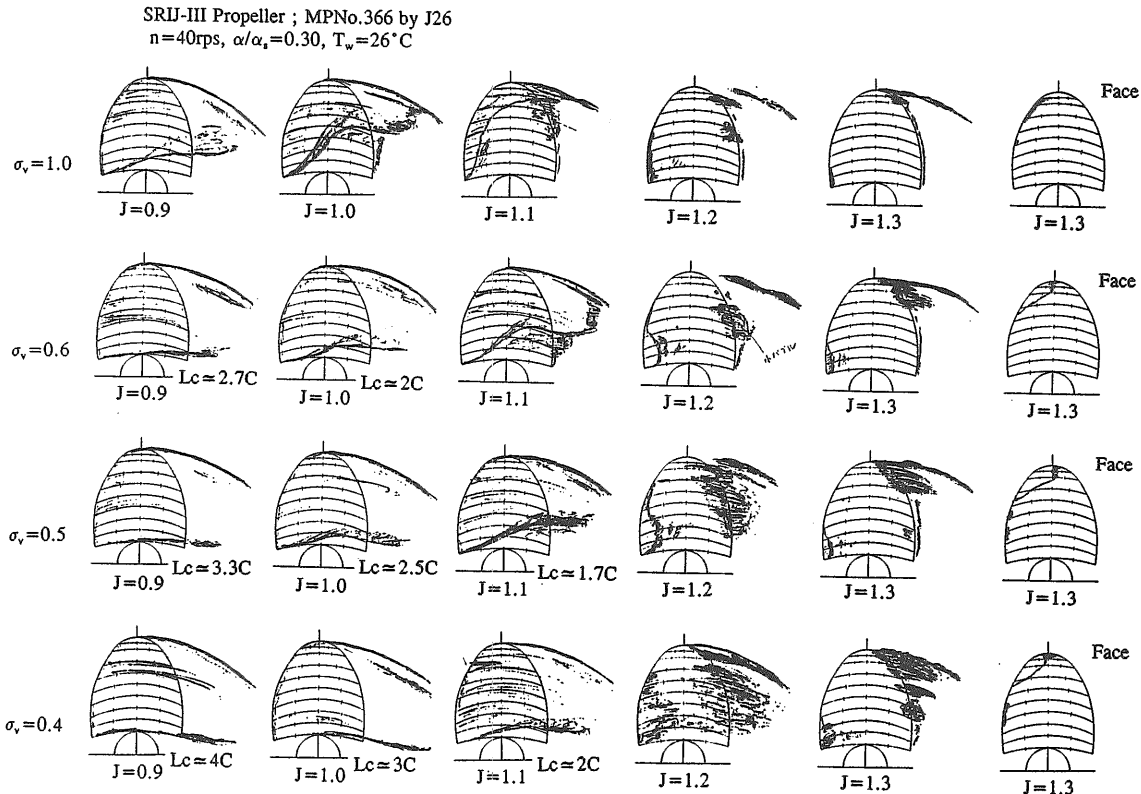 SRIJ-III Propeller ; MPNo.366 by J26
n=40rps, α/αₛ=0.30, T_w=26°C
Face
σᵥ=1.0
J=0.9 J=1.0 J=1.1 J=1.2 J=1.3 J=1.3
Face
σᵥ=0.6
Lc≃2.7C Lc≃2C
J=0.9 J=1.0 J=1.1 J=1.2 J=1.3 J=1.3
Face
σᵥ=0.5
Lc≃3.3C Lc≃2.5C Lc≃1.7C
J=0.9 J=1.0 J=1.1 J=1.2 J=1.3 J=1.3
Face
σᵥ=0.4
Lc≃4C Lc≃3C Lc≃2C
J=0.9 J=1.0 J=1.1 J=1.2 J=1.3 J=1.3